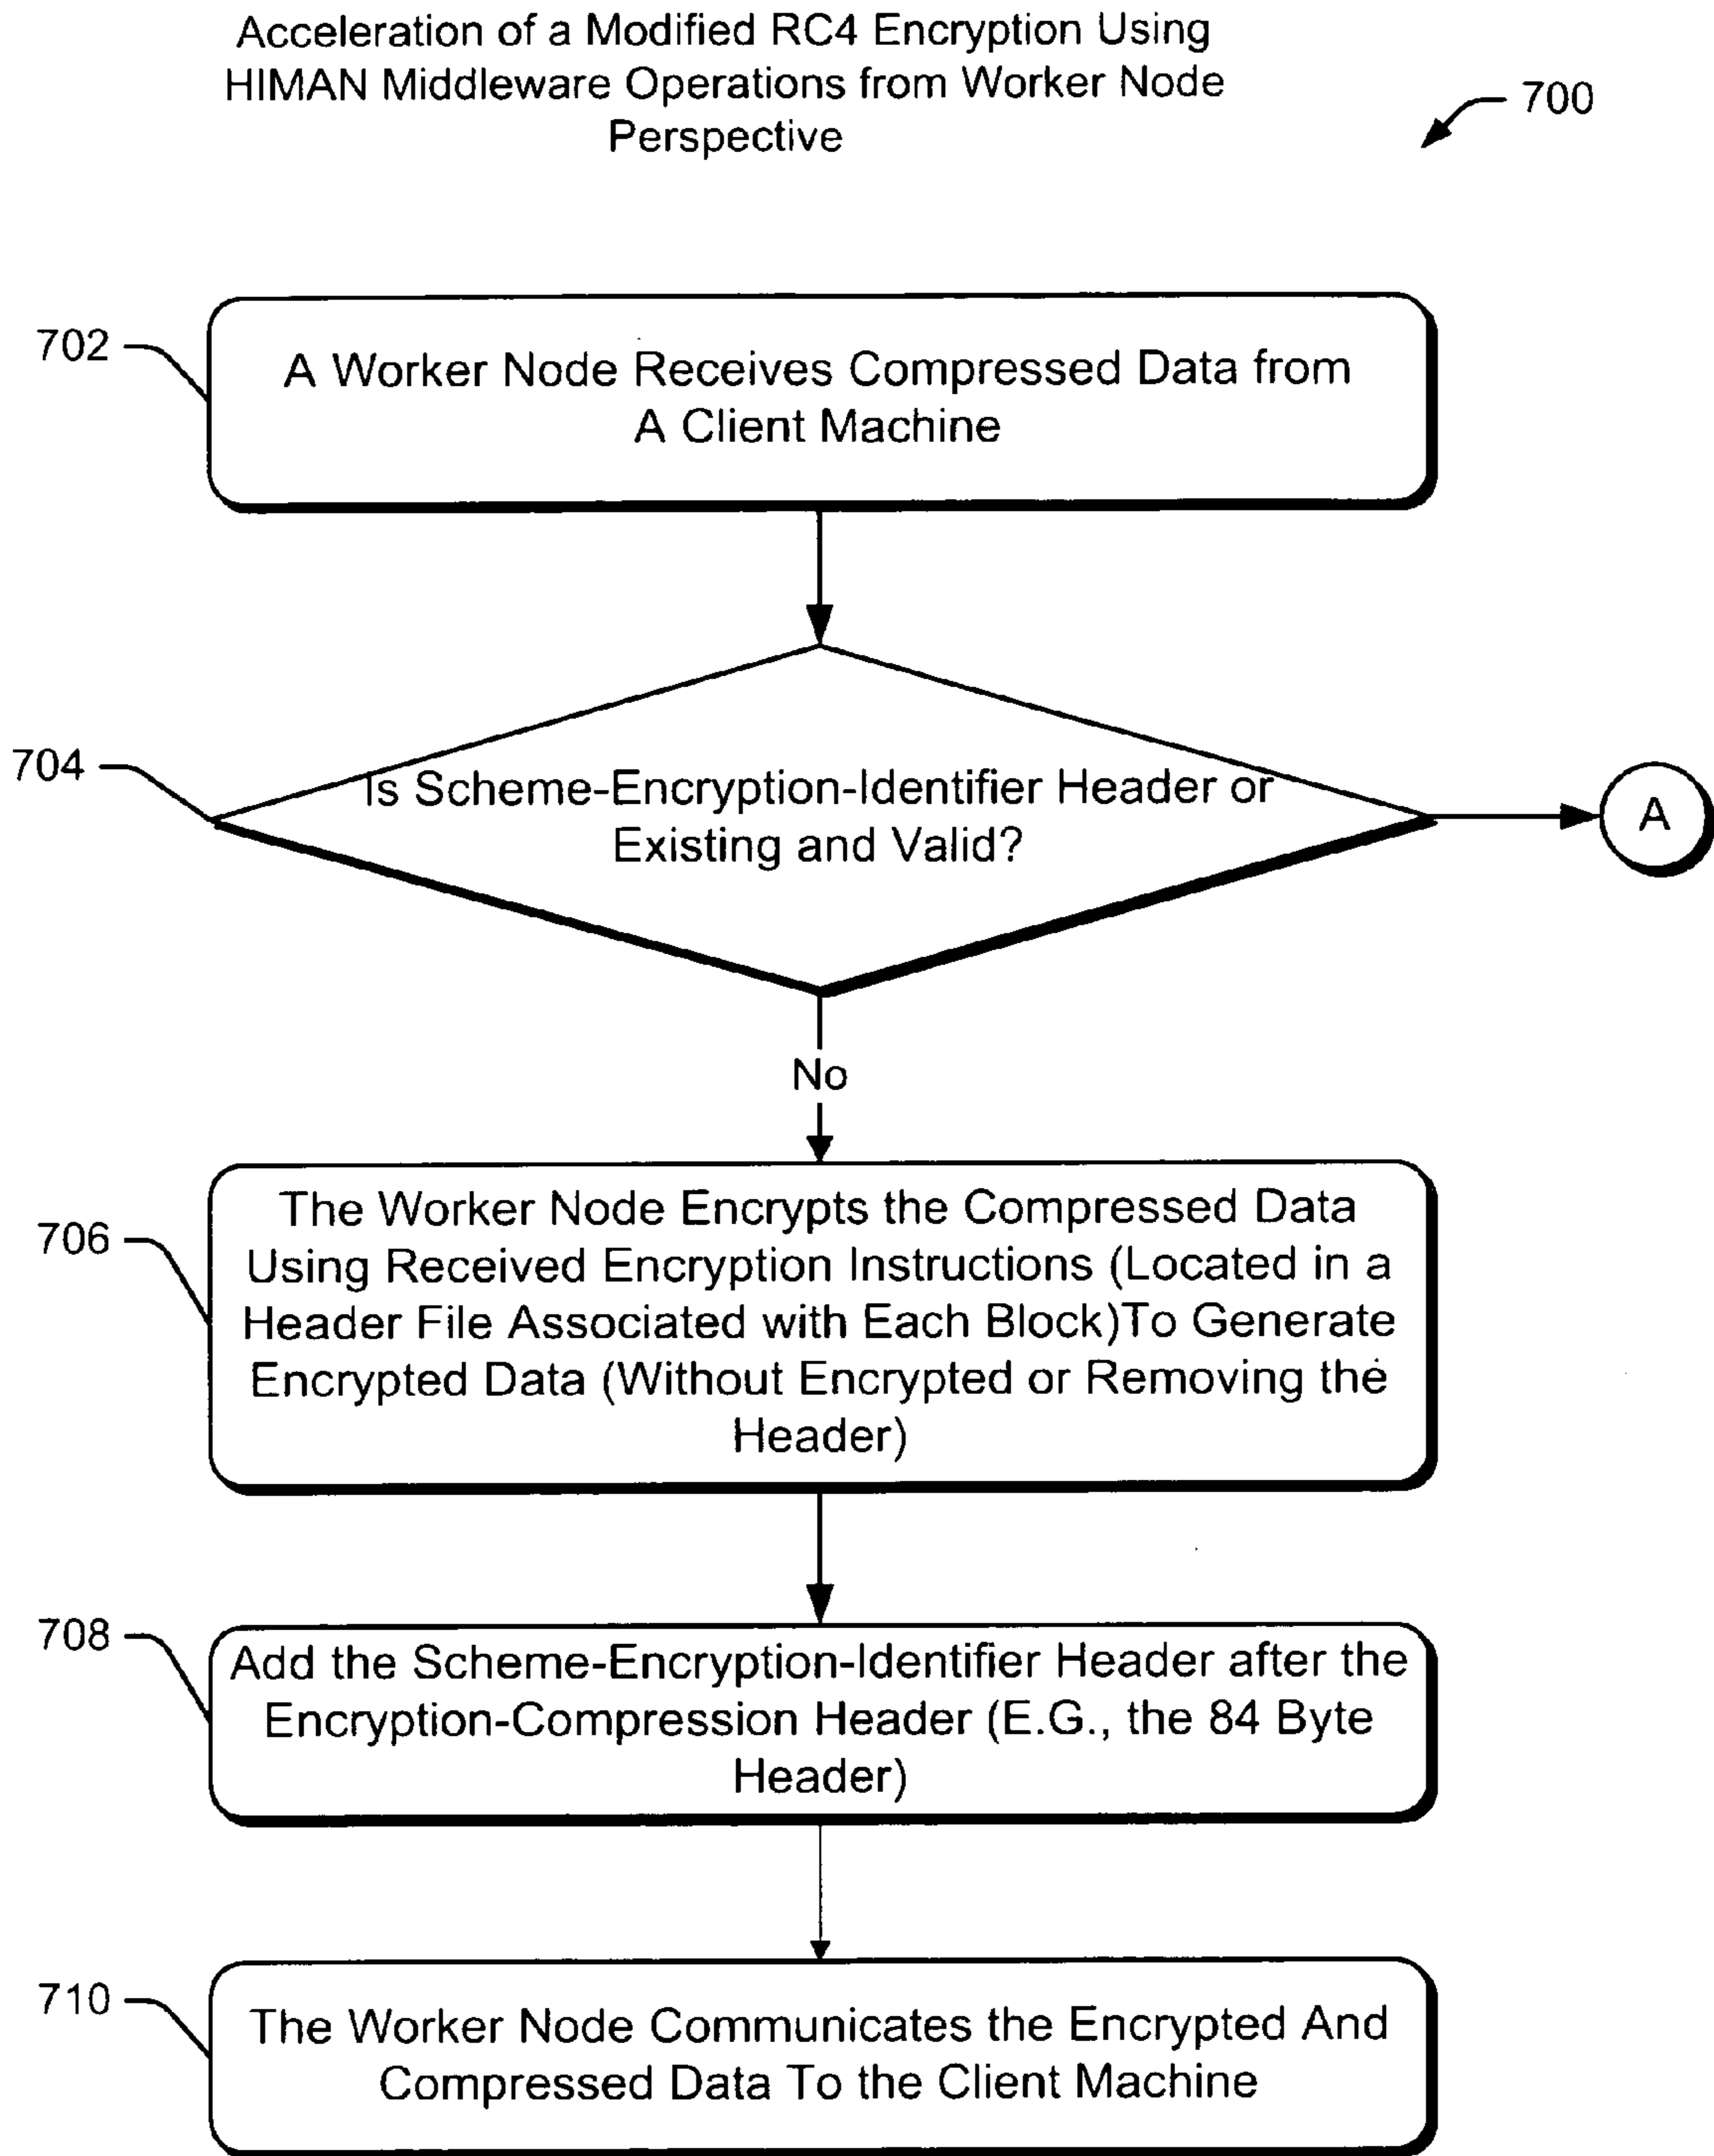 Acceleration of a Modified RC4 Encryption Using
HIMAN Middleware Operations from Worker Node
Perspective
700
702
A Worker Node Receives Compressed Data from
A Client Machine
704
Is Scheme-Encryption-Identifier Header or
Existing and Valid?
A
No
706
The Worker Node Encrypts the Compressed Data
Using Received Encryption Instructions (Located in a
Header File Associated with Each Block)To Generate
Encrypted Data (Without Encrypted or Removing the
Header)
708
Add the Scheme-Encryption-Identifier Header after the
Encryption-Compression Header (E.G., the 84 Byte
Header)
710
The Worker Node Communicates the Encrypted And
Compressed Data To the Client Machine